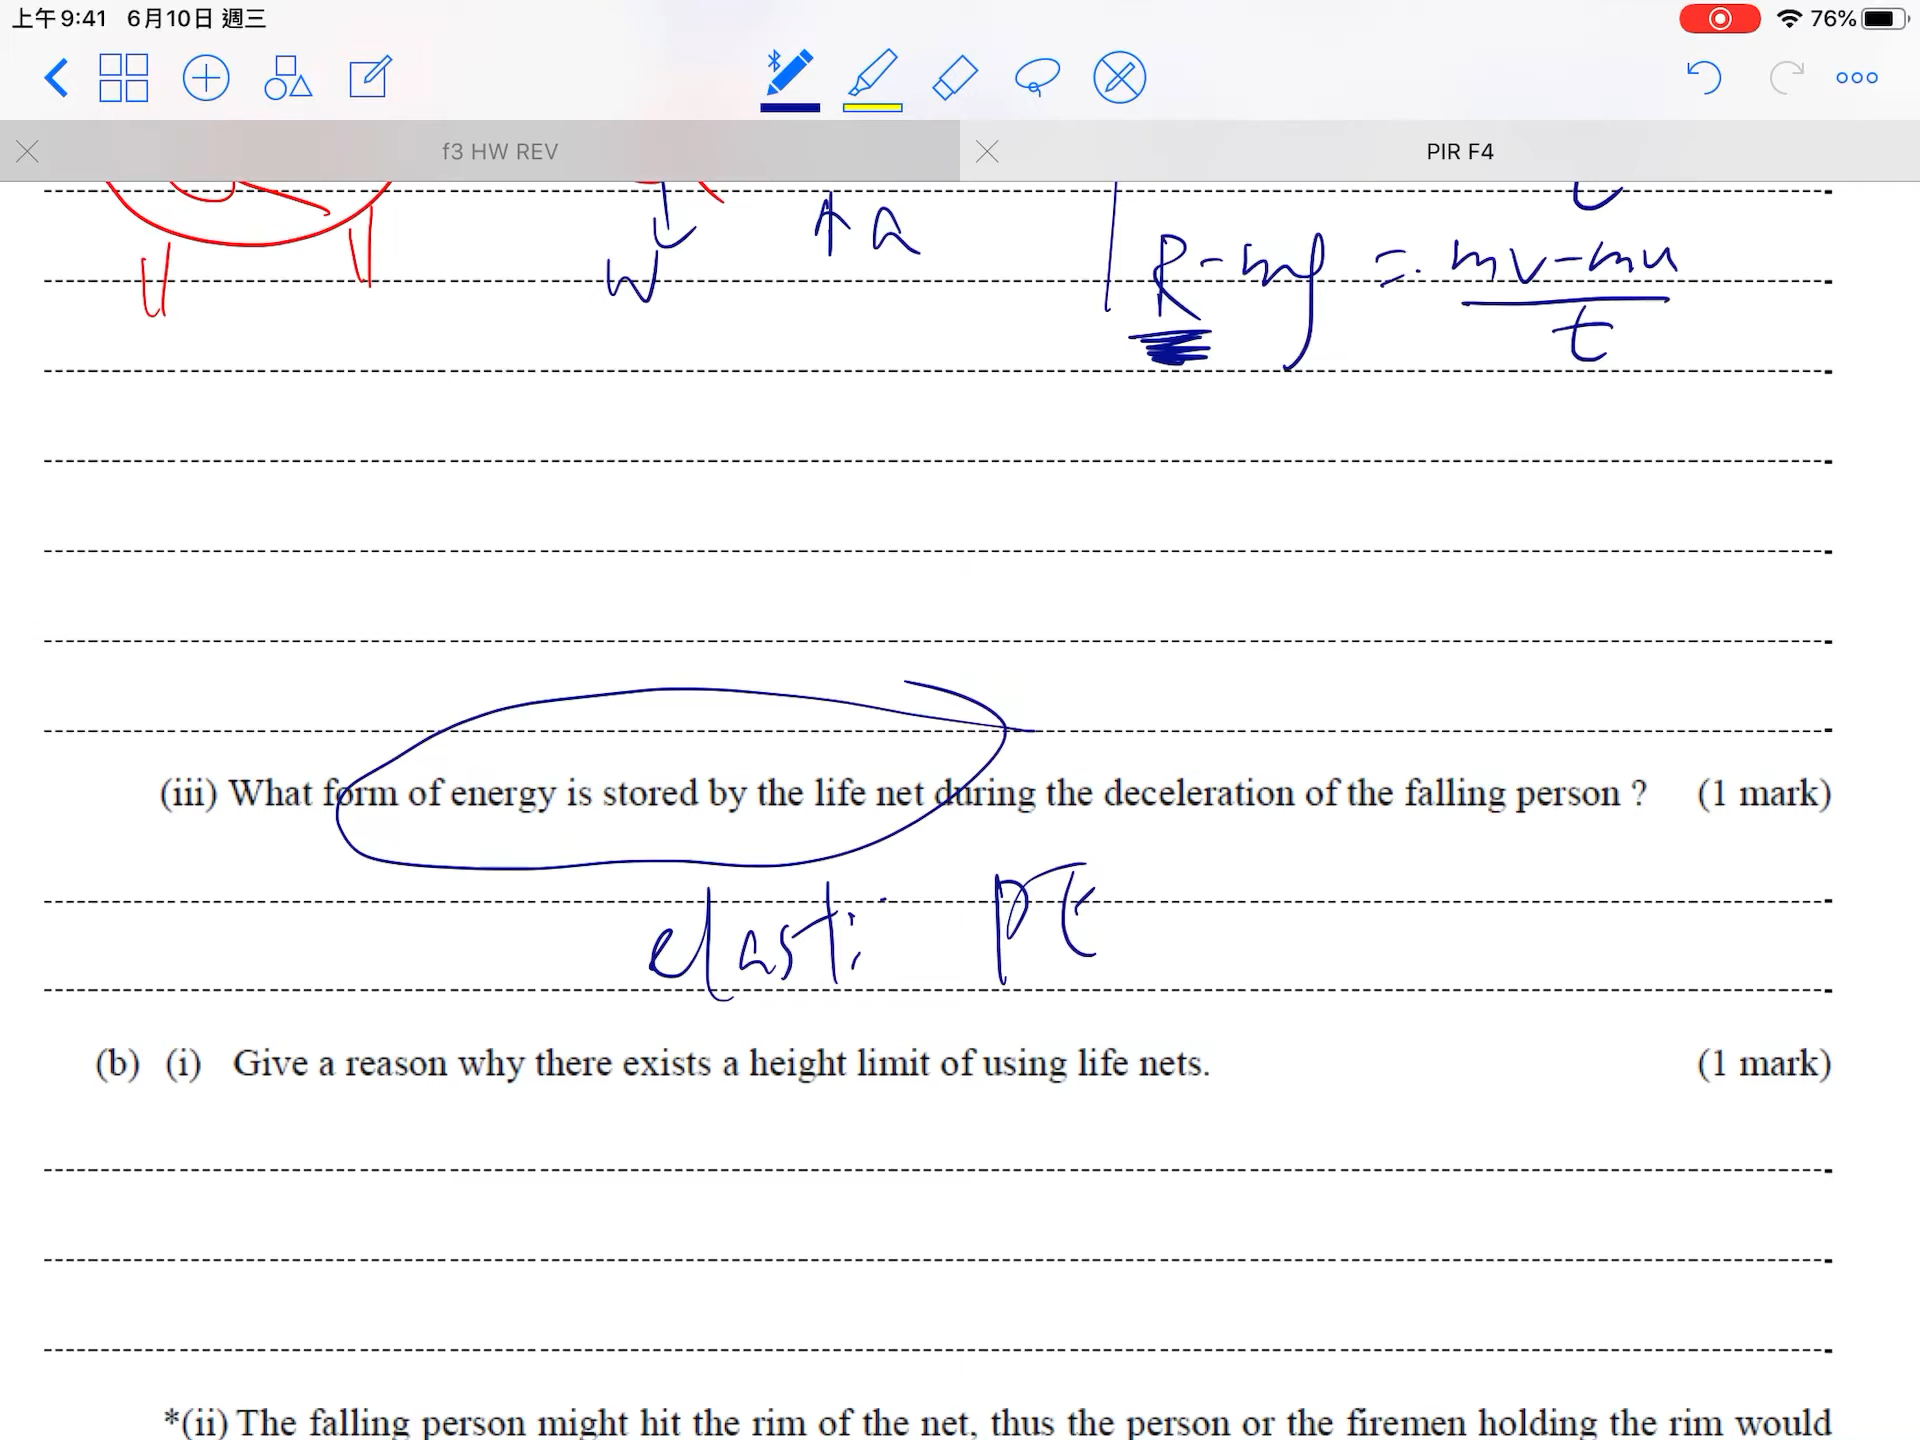 上午9:41 6月10日 週三
76%
f3 HW REV
PIR F4
↑ a
W
R - mg = mv - mu
t
(iii) What form of energy is stored by the life net during the deceleration of the falling person ? (1 mark)
elasti PE
(b) (i) Give a reason why there exists a height limit of using life nets. (1 mark)
*(ii) The falling person might hit the rim of the net, thus the person or the firemen holding the rim would